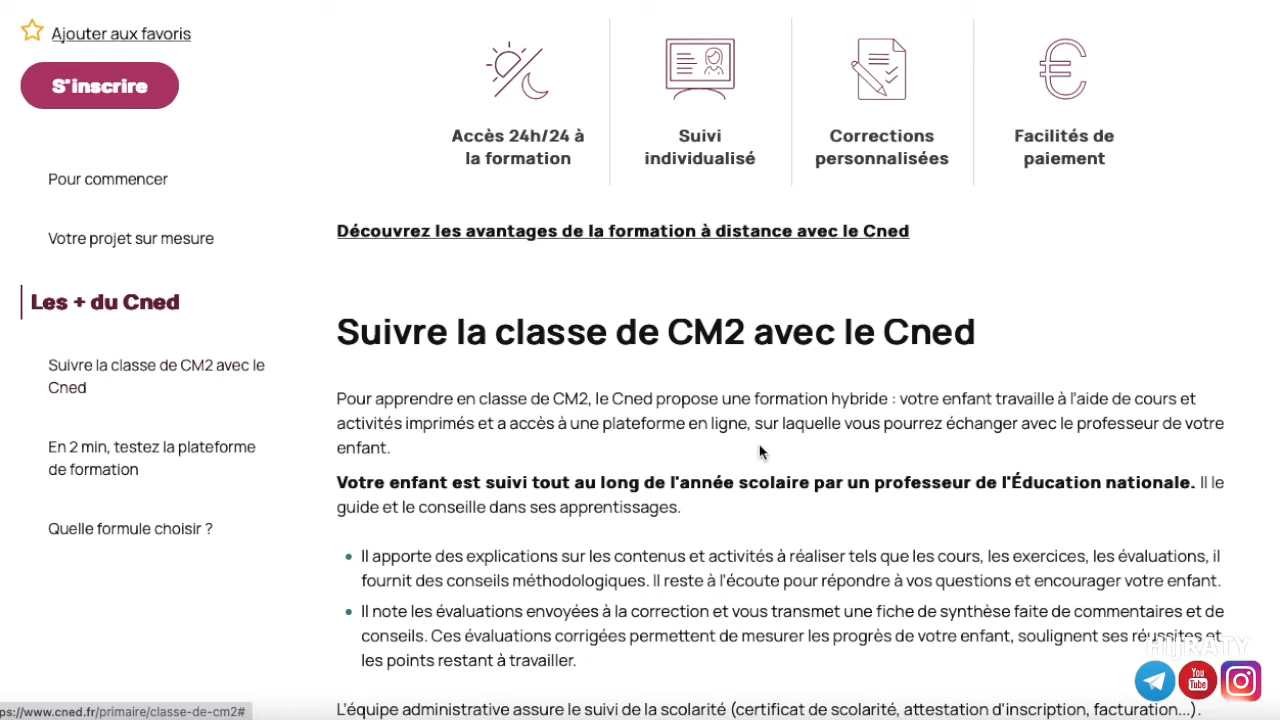 Ajouter aux favoris
S'inscrire
Pour commencer
Votre projet sur mesure
Les + du Cned
Suivre la classe de CM2 avec le
Cned
En 2 min, testez la plateforme
de formation
Quelle formule choisir ?
Accès 24h/24 à
la formation
Suivi
individualisé
Corrections
personnalisées
Facilités de
paiement
Découvrez les avantages de la formation à distance avec le Cned
Suivre la classe de CM2 avec le Cned
Pour apprendre en classe de CM2, le Cned propose une formation hybride : votre enfant travaille à l'aide de cours et
activités imprimés et a accès à une plateforme en ligne, sur laquelle vous pourrez échanger avec le professeur de votre
enfant.
Votre enfant est suivi tout au long de l'année scolaire par un professeur de l'Éducation nationale. Il le
guide et le conseille dans ses apprentissages.
Il apporte des explications sur les contenus et activités à réaliser tels que les cours, les exercices, les évaluations, il
fournit des conseils méthodologiques. Il reste à l'écoute pour répondre à vos questions et encourager votre enfant.
Il note les évaluations envoyées à la correction et vous transmet une fiche de synthèse faite de commentaires et de
conseils. Ces évaluations corrigées permettent de mesurer les progrès de votre enfant, soulignent ses réussites et
les points restant à travailler.
L'équipe administrative assure le suivi de la scolarité (certificat de scolarité, attestation d'inscription, facturation...).
HIJRATY
You
Tube
ps://www.cned.fr/primaire/classe-de-cm2#